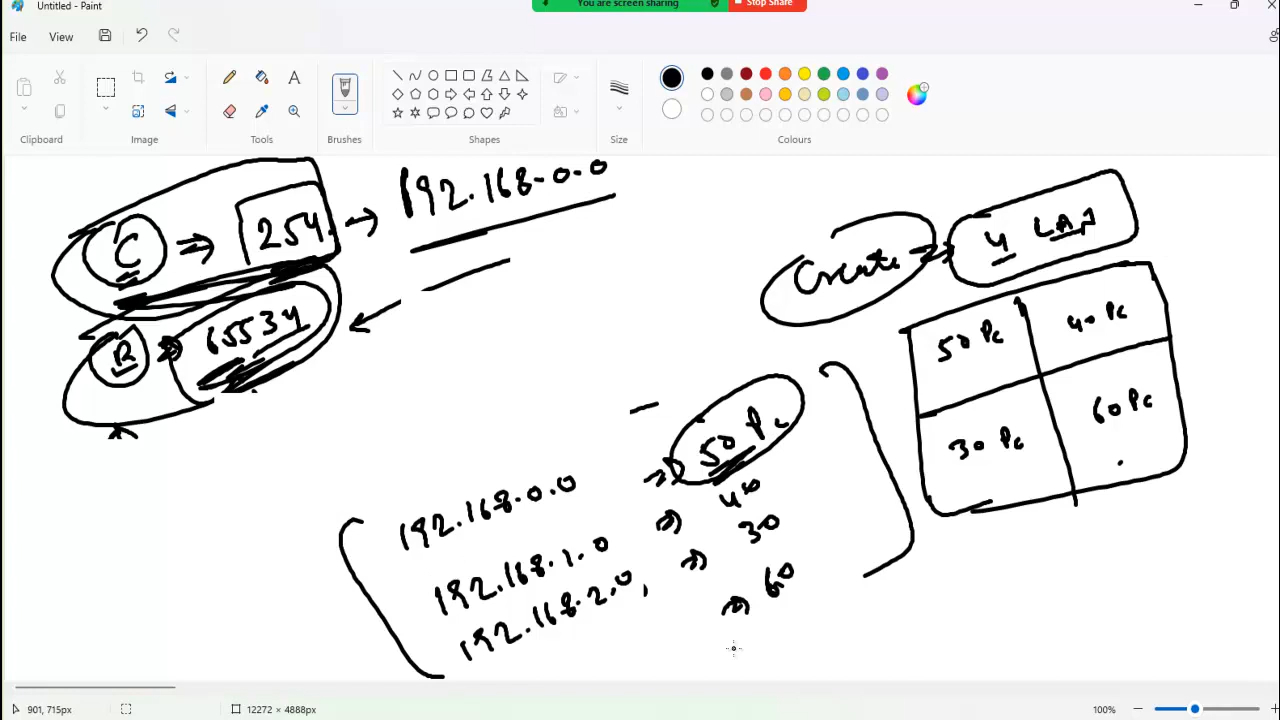 Untitled - Paint
You are screen sharing
Stop Share
File View
Clipboard Image Tools Brushes Shapes Size Colours
C ⇒ 254 → 192.168.0.0
B ⇒ 65534
Create ⇒ 4 LAN
50 Pc 40 Pc
30 Pc 60 Pc
192.168.0.0 ⇒ 50 Pc
192.168.1.0 ⇒ 40
192.168.2.0, ⇒ 30
⇒ 60
901, 715px 12272 × 4888px 100%